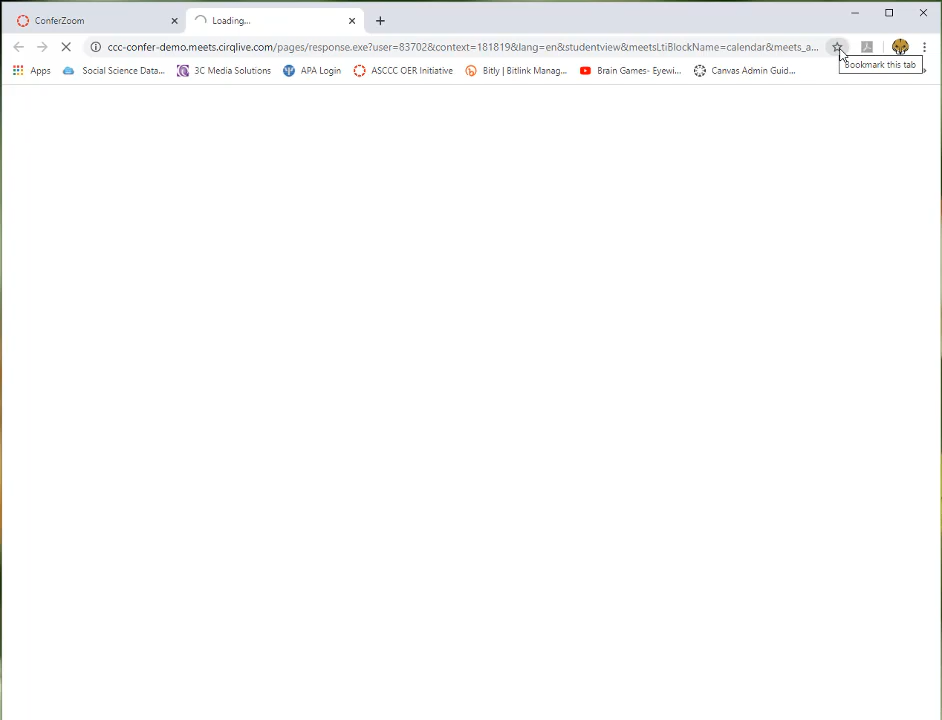 ConferZoom
Loading...
ccc-confer-demo.meets.cirqlive.com/pages/response.exe?user=83702&context=181819&lang=en&studentview&meetsLtiBlockName=calendar&meets_a...
Bookmark this tab
Apps
Social Science Data...
3C Media Solutions
APA Login
ASCCC OER Initiative
Bitly | Bitlink Manag...
Brain Games- Eyewi...
Canvas Admin Guid...